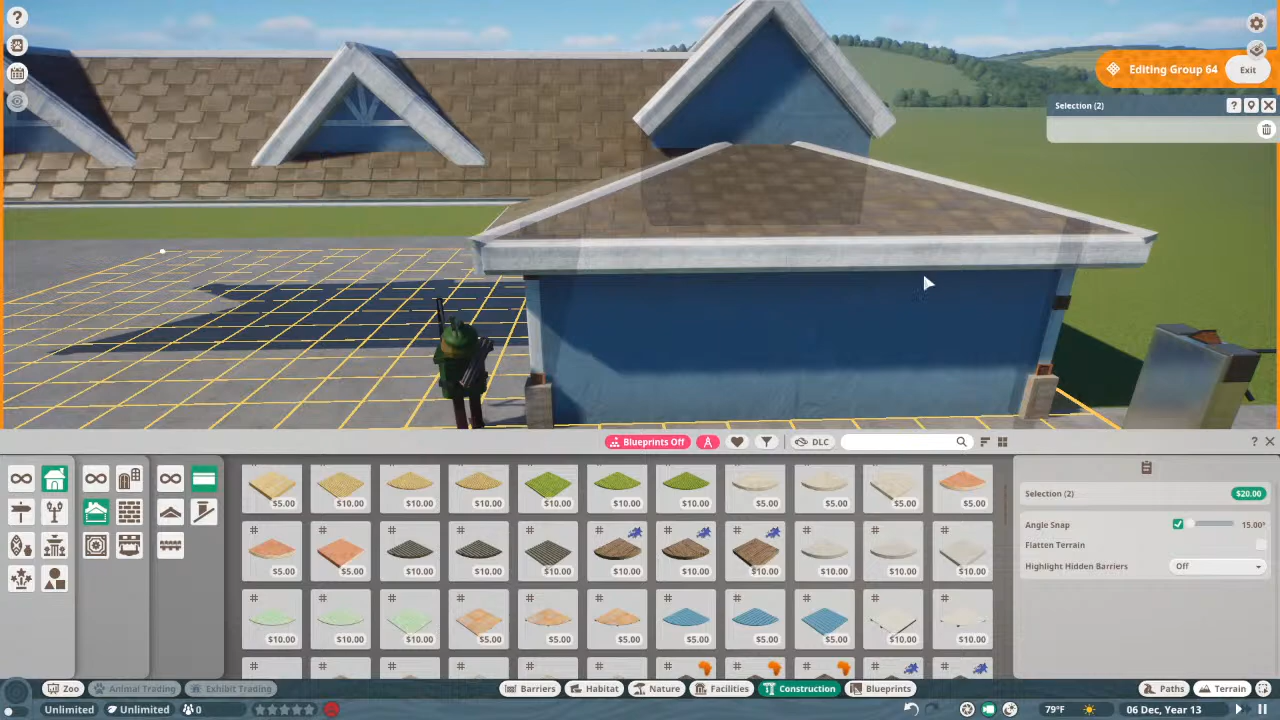 ?
Editing Group 64
Exit
Selection (2)
?
Blueprints Off
DLC
?
$5.00 $10.00 $10.00 $10.00 $10.00 $10.00 $10.00 $5.00 $5.00 $5.00 $5.00
$5.00 $5.00 $10.00 $10.00 $10.00 $10.00 $10.00 $10.00 $10.00 $10.00 $10.00
$10.00 $10.00 $10.00 $5.00 $5.00 $5.00 $5.00 $5.00 $5.00 $10.00 $10.00
Selection (2)
$20.00
Angle Snap
15.00°
Flatten Terrain
Highlight Hidden Barriers
Off
Zoo
Animal Trading
Exhibit Trading
Barriers
Habitat
Nature
Facilities
Construction
Blueprints
Paths
Terrain
Unlimited
Unlimited
0
79°F
06 Dec, Year 13